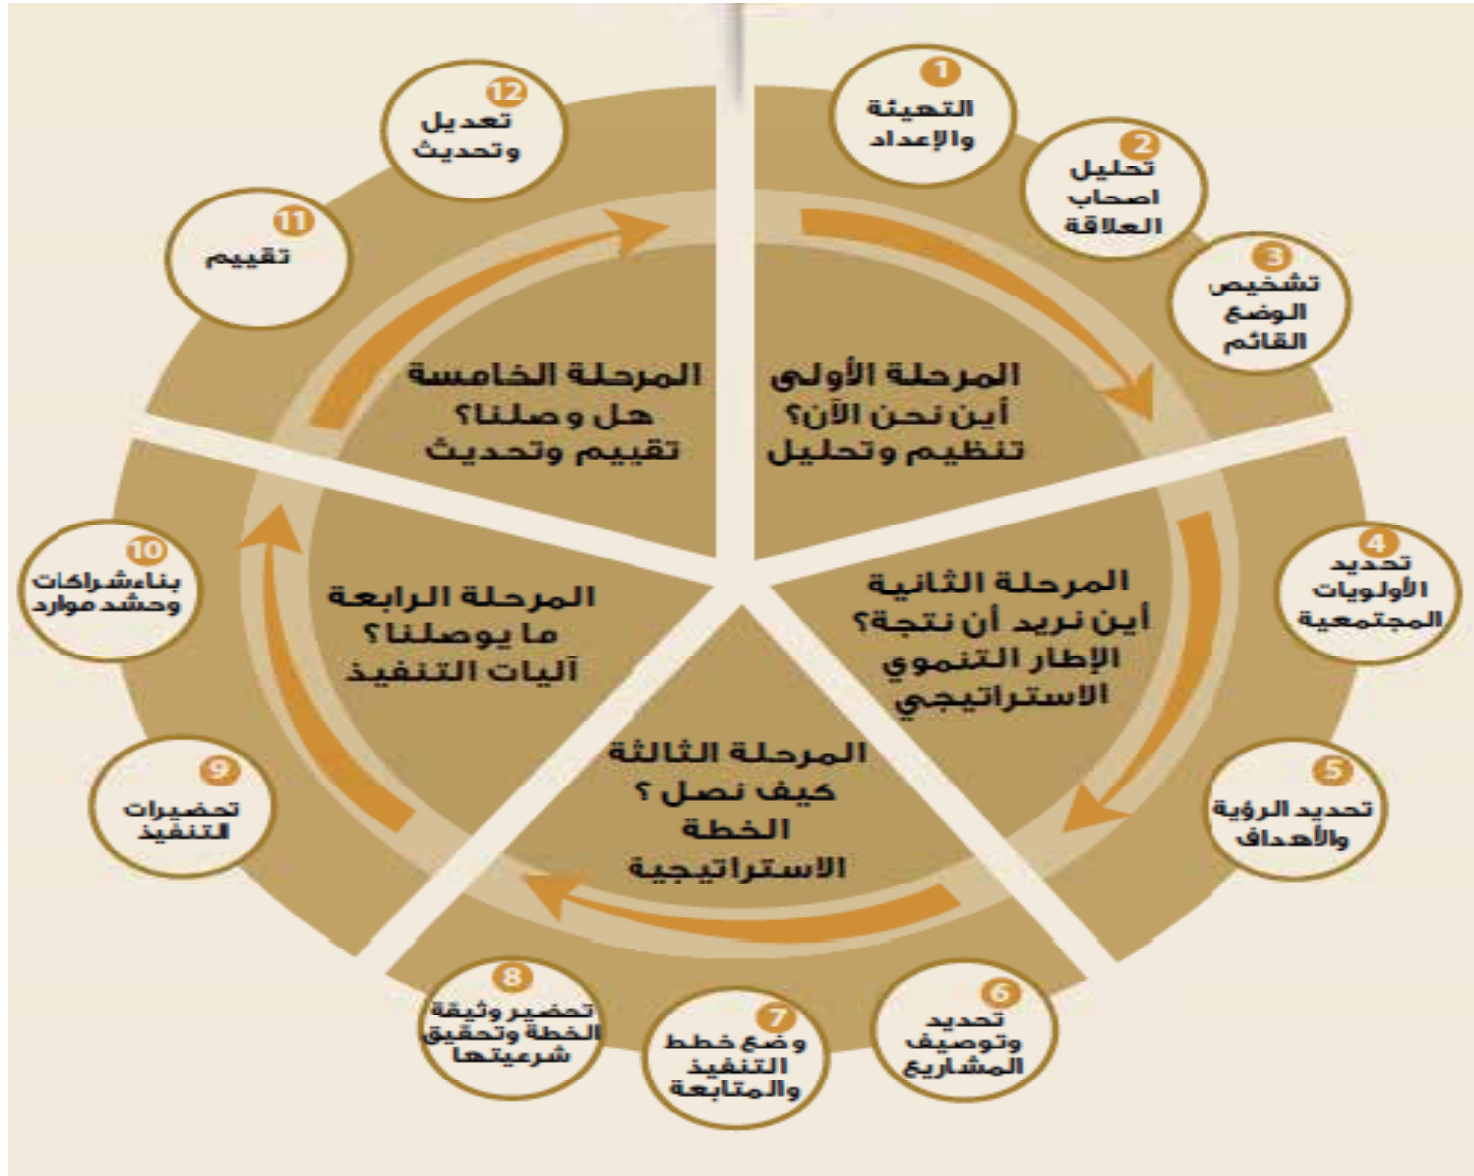 1
التهيئة
والإعداد
2
تحليل
اصحاب
العلاقة
3
تشخيص
الوضع
القائم
المرحلة الأولى
أين نحن الآن؟
تنظيم وتحليل
4
تحديد
الأولويات
المجتمعية
5
تحديد الرؤية
والأهداف
المرحلة الثانية
أين نريد أن نتجة؟
الإطار التنموي
الاستراتيجي
6
تحديد
وتوصيف
المشاريع
7
وضع خطط
التنفيذ
والمتابعة
8
تحضير وثيقة
الخطة وتحقيق
شرعيتها
المرحلة الثالثة
كيف نصل ؟
الخطة
الاستراتيجية
9
تحضيرات
التنفيذ
10
بناء شراكات
وحشد موارد
المرحلة الرابعة
ما يوصلنا؟
آليات التنفيذ
11
تقييم
12
تعديل
وتحديث
المرحلة الخامسة
هل وصلنا؟
تقييم وتحديث